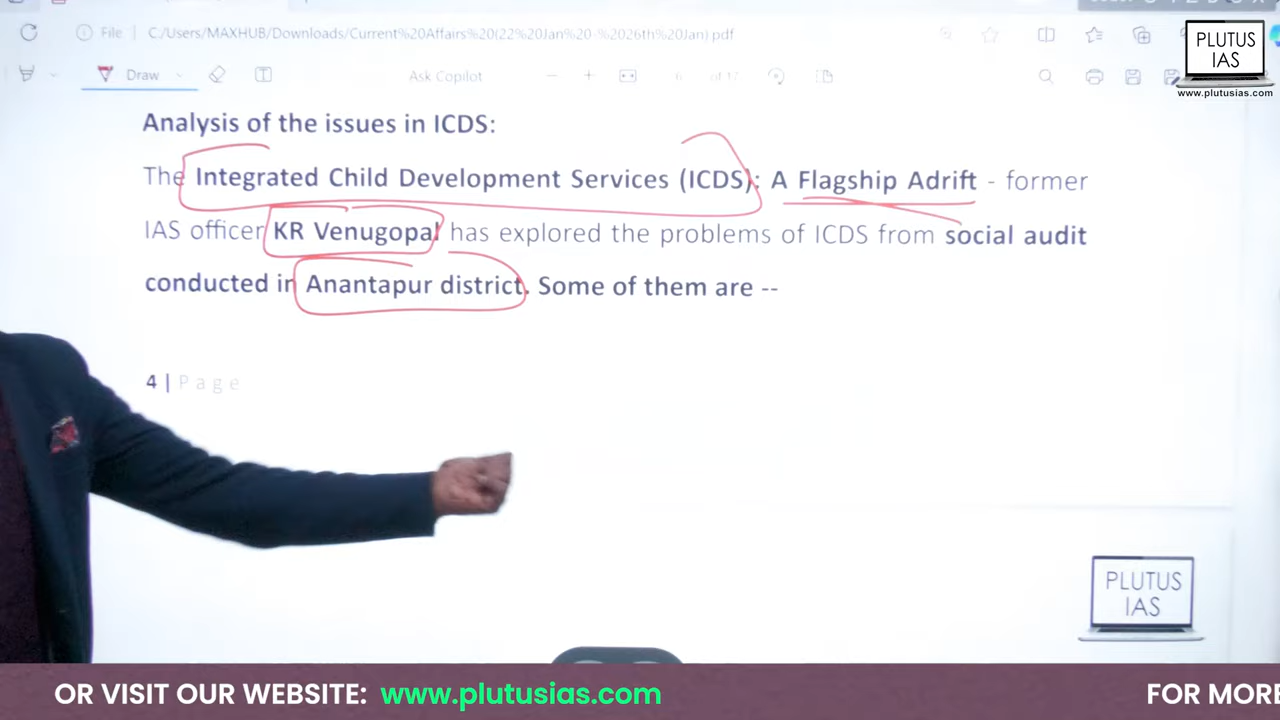 File | C:/Users/MAXHUB/Downloads/Current%20Affairs%20(22%20Jan%20-%2026th%20Jan).pdf
Draw Ask Copilot 6 of 17
PLUTUS
IAS
www.plutusias.com
Analysis of the issues in ICDS:
The Integrated Child Development Services (ICDS): A Flagship Adrift - former
IAS officer KR Venugopal has explored the problems of ICDS from social audit
conducted in Anantapur district. Some of them are --
4 | Page
PLUTUS
IAS
OR VISIT OUR WEBSITE: www.plutusias.com FOR MORE